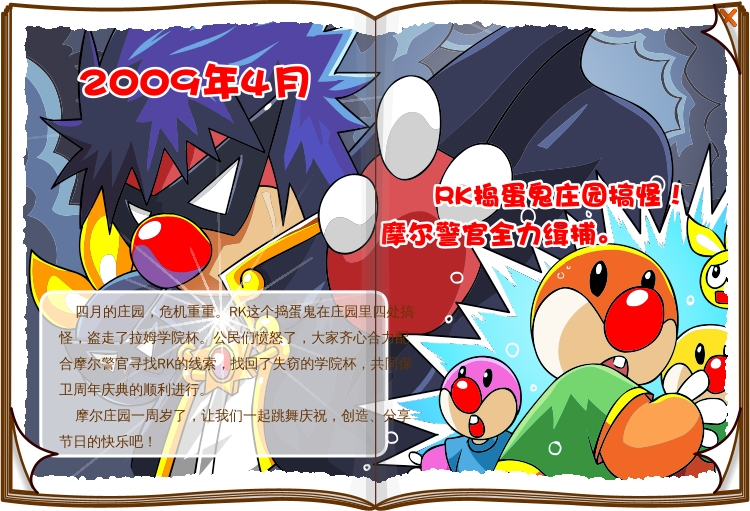 2009年4月
RK捣蛋鬼庄园搞怪！
摩尔警官全力缉捕。
四月的庄园，危机重重。RK这个捣蛋鬼在庄园里四处搞
怪，盗走了拉姆学院杯。公民们愤怒了，大家齐心合力配
合摩尔警官寻找RK的线索，找回了失窃的学院杯，共同保
卫周年庆典的顺利进行。
摩尔庄园一周岁了，让我们一起跳舞庆祝，创造、分享
节日的快乐吧！